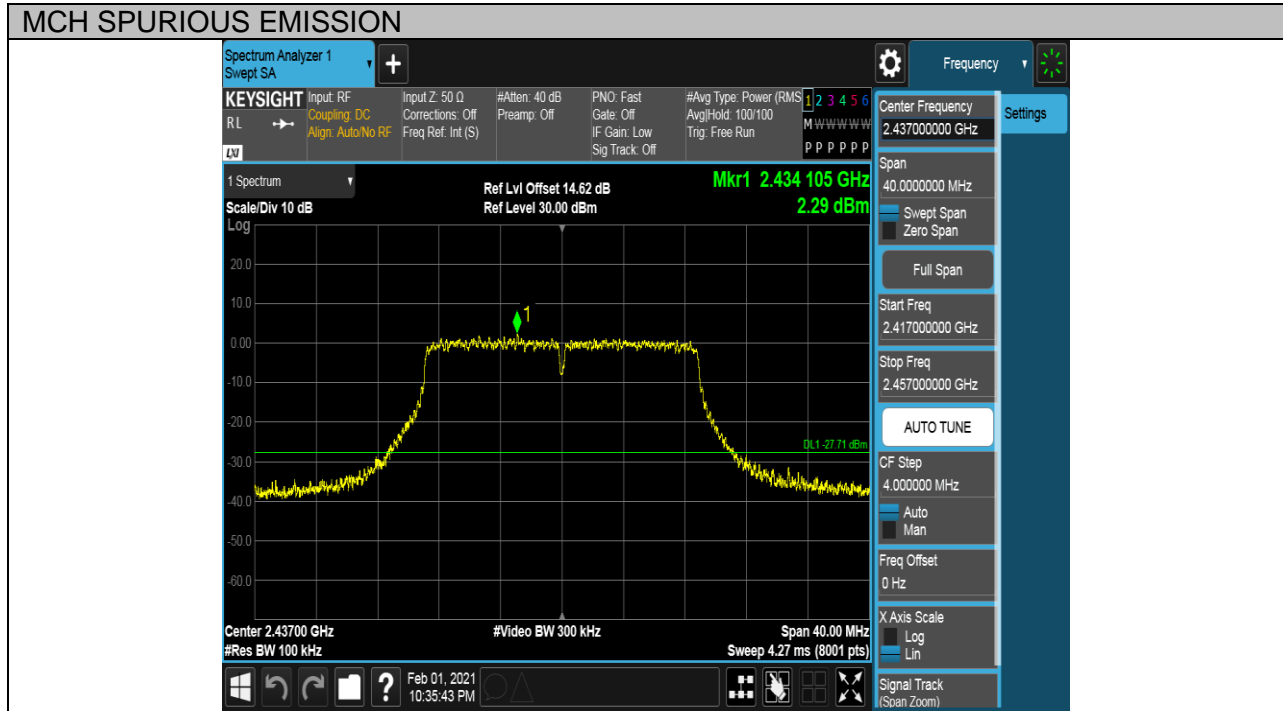 MCH SPURIOUS EMISSION
Spectrum Analyzer 1
Swept SA
+
Frequency
KEYSIGHT
RL
LXI
Input: RF
Coupling: DC
Align: Auto/No RF
Input Z: 50 Ω
Corrections: Off
Freq Ref: Int (S)
#Atten: 40 dB
Preamp: Off
PNO: Fast
Gate: Off
IF Gain: Low
Sig Track: Off
#Avg Type: Power (RMS
Avg|Hold: 100/100
Trig: Free Run
1 2 3 4 5 6
M W W W W W
P P P P P P
1 Spectrum
Scale/Div 10 dB
Log
Ref Lvl Offset 14.62 dB
Ref Level 30.00 dBm
Mkr1 2.434 105 GHz
2.29 dBm
20.0
10.0
0.00
-10.0
-20.0
-30.0
-40.0
-50.0
-60.0
1
DL1 -27.71 dBm
Center 2.43700 GHz
#Res BW 100 kHz
#Video BW 300 kHz
Span 40.00 MHz
Sweep 4.27 ms (8001 pts)
Center Frequency
2.437000000 GHz
Settings
Span
40.0000000 MHz
Swept Span
Zero Span
Full Span
Start Freq
2.417000000 GHz
Stop Freq
2.457000000 GHz
AUTO TUNE
CF Step
4.000000 MHz
Auto
Man
Freq Offset
0 Hz
X Axis Scale
Log
Lin
Signal Track
(Span Zoom)
?
Feb 01, 2021
10:35:43 PM